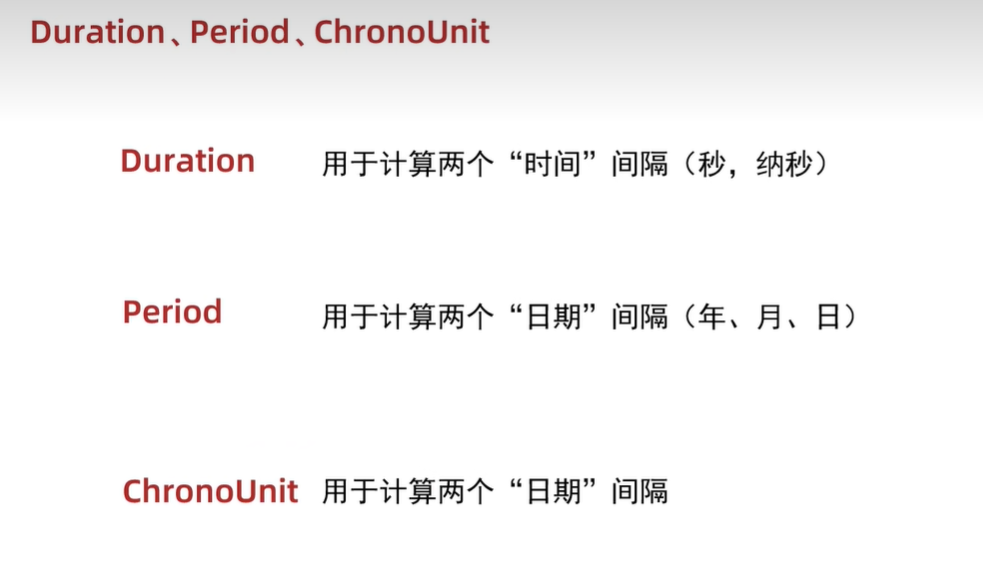 Duration、Period、ChronoUnit
Duration 用于计算两个“时间”间隔（秒，纳秒）
Period 用于计算两个“日期”间隔（年、月、日）
ChronoUnit 用于计算两个“日期”间隔